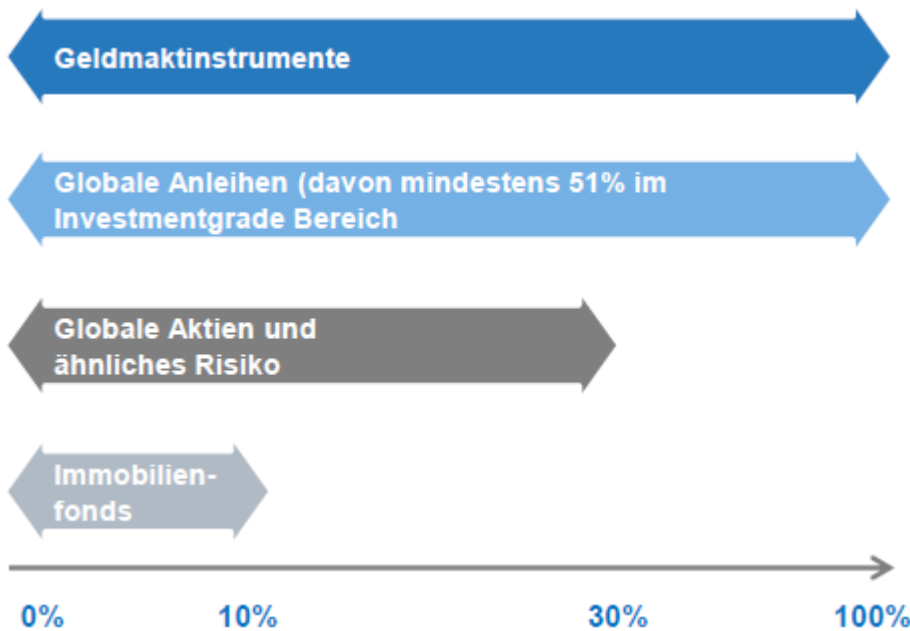 Geldmaktinstrumente
Globale Anleihen (davon mindestens 51% im
Investmentgrade Bereich
Globale Aktien und
ähnliches Risiko
Immobilien-
fonds
0% 10% 30% 100%